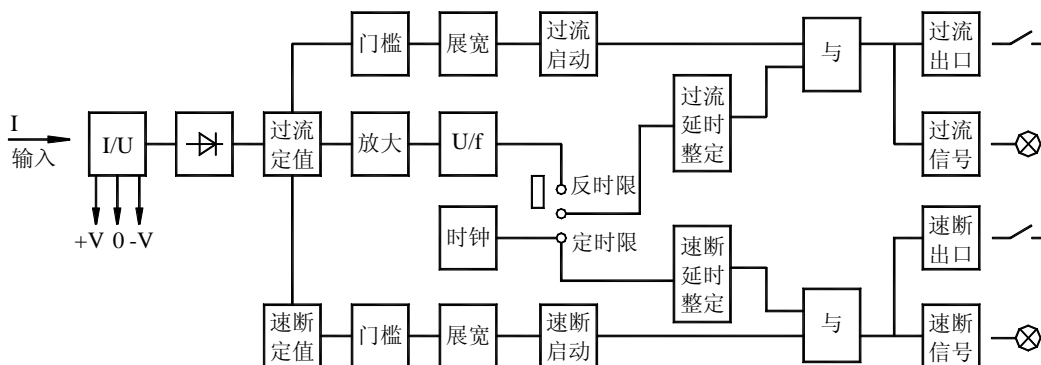 门槛
展宽
过流
启动
与
过流
出口
I
输入
I/U
过流
定值
放大
U/f
过流
延时
整定
过流
信号
反时限
+V 0 -V
时钟
定时限
速断
延时
整定
速断
出口
速断
定值
门槛
展宽
速断
启动
与
速断
信号